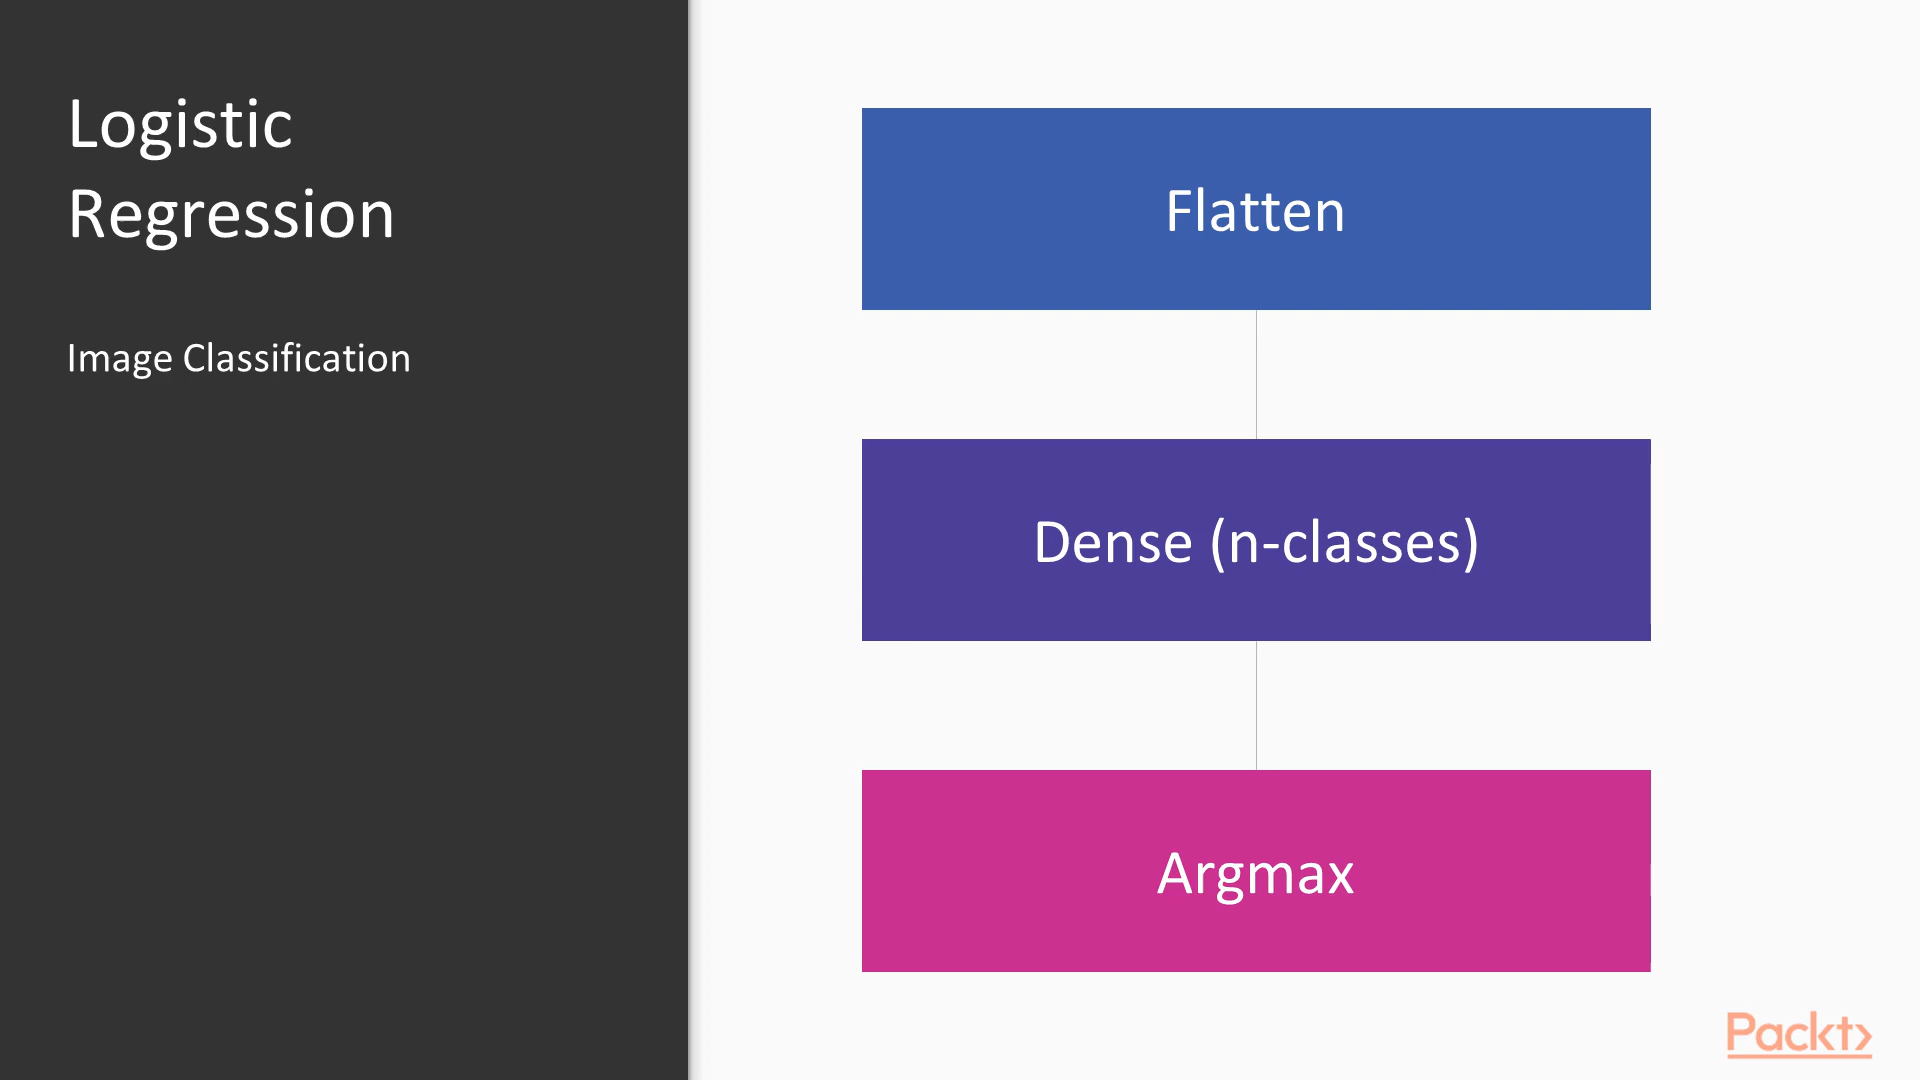 Logistic
Regression
Image Classification
Flatten
Dense (n-classes)
Argmax
Packt>